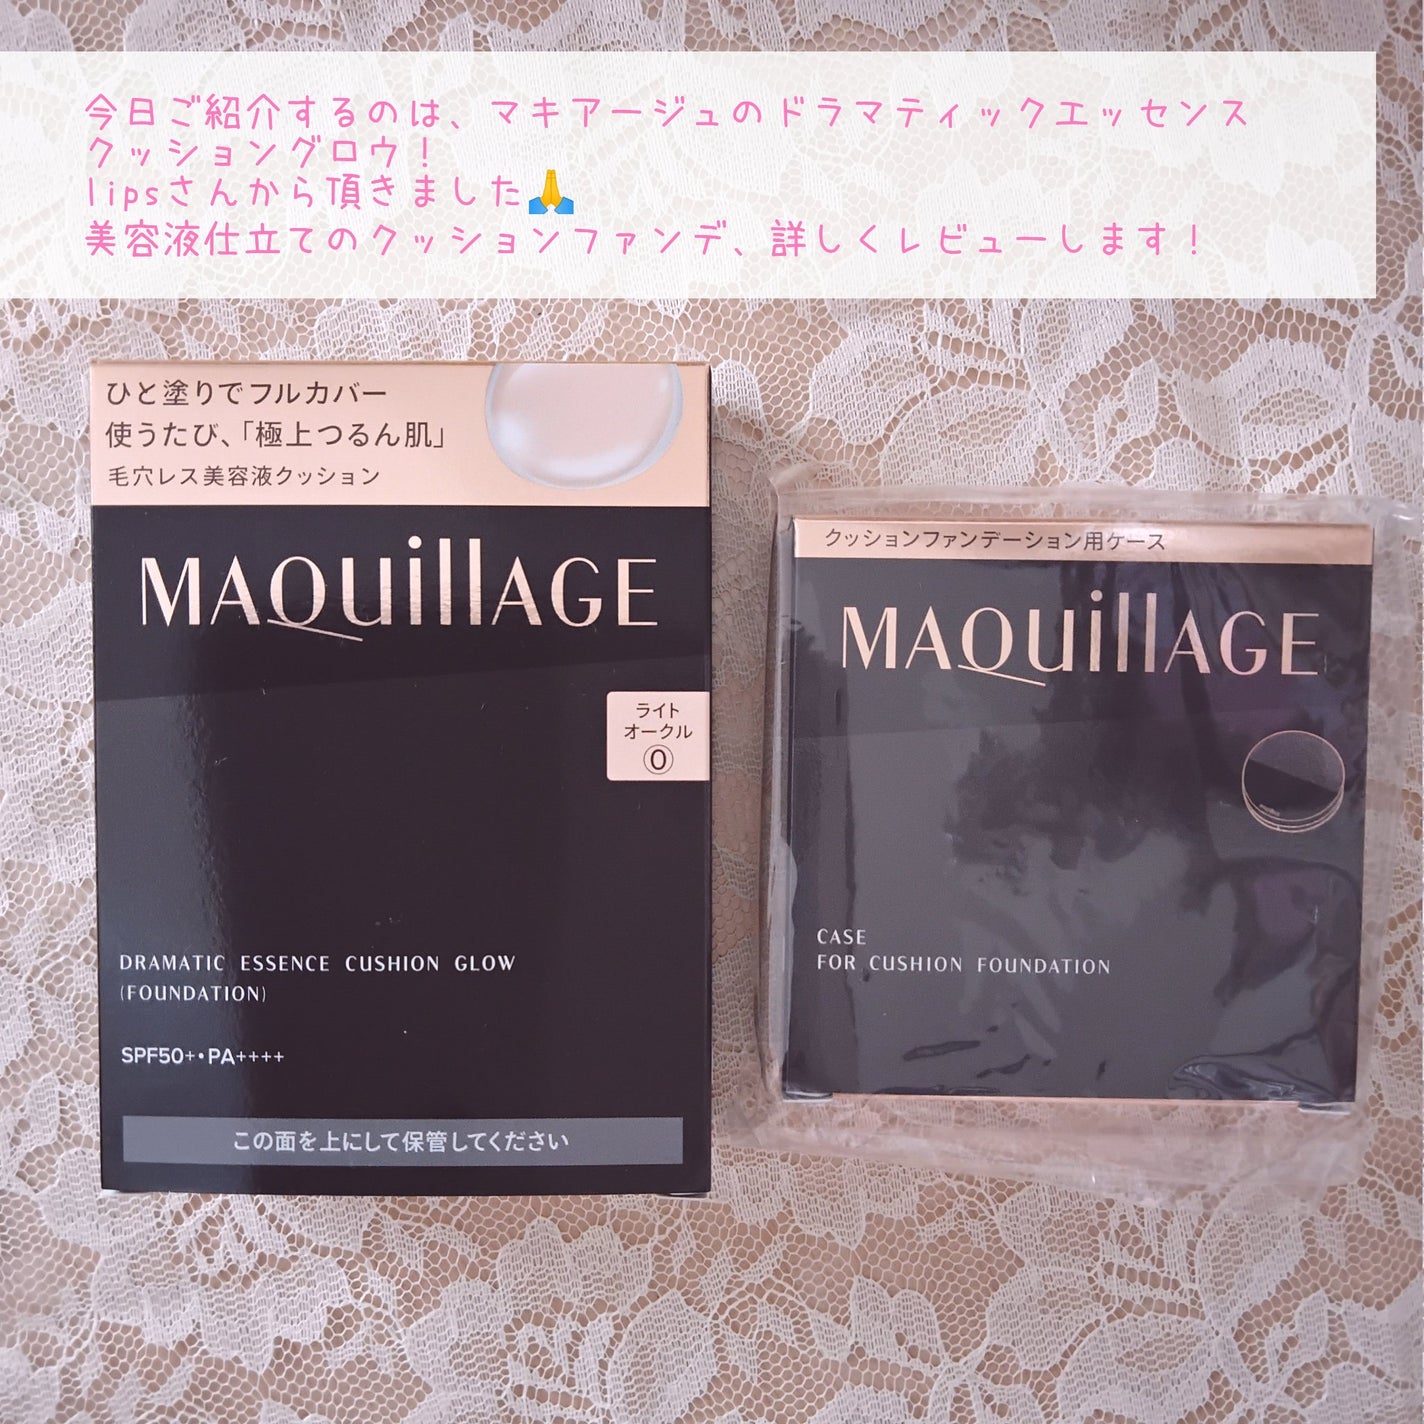 今日ご紹介するのは、マキアージュのドラマティックエッセンス
クッショングロウ！
lipsさんから頂きました🙏
美容液仕立てのクッションファンデ、詳しくレビューします！
ひと塗りでフルカバー
使うたび、「極上つるん肌」
毛穴レス美容液クッション
MAQuillAGE
ライト
オークル
0
DRAMATIC ESSENCE CUSHION GLOW
(FOUNDATION)
SPF50+・PA++++
この面を上にして保管してください
クッションファンデーション用ケース
MAQuillAGE
CASE
FOR CUSHION FOUNDATION